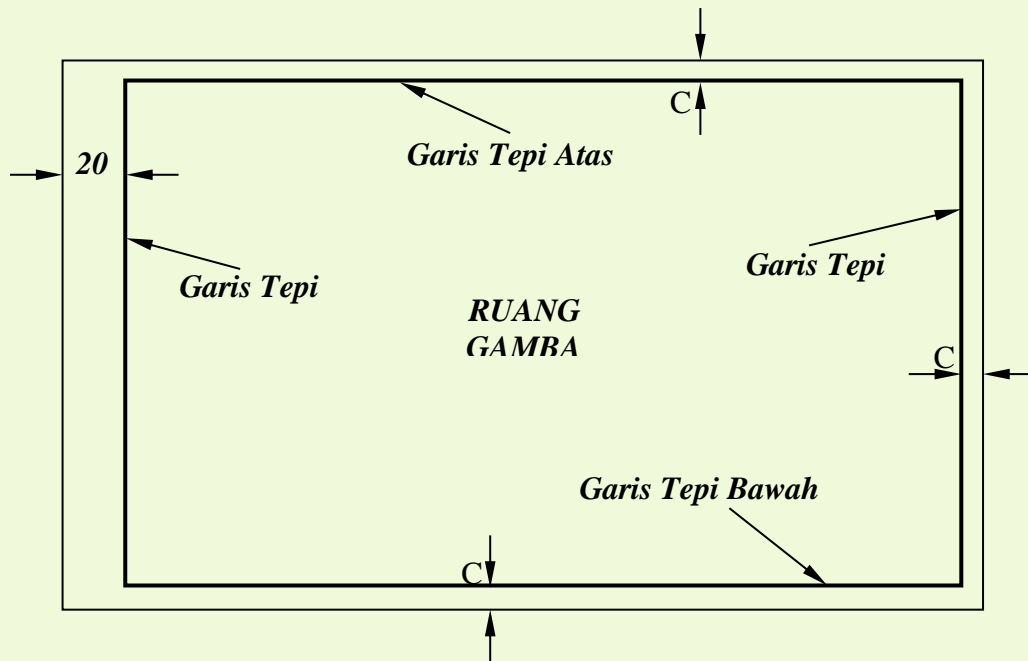 C
Garis Tepi Atas
20
Garis Tepi
Garis Tepi
RUANG
GAMBA
C
Garis Tepi Bawah
C